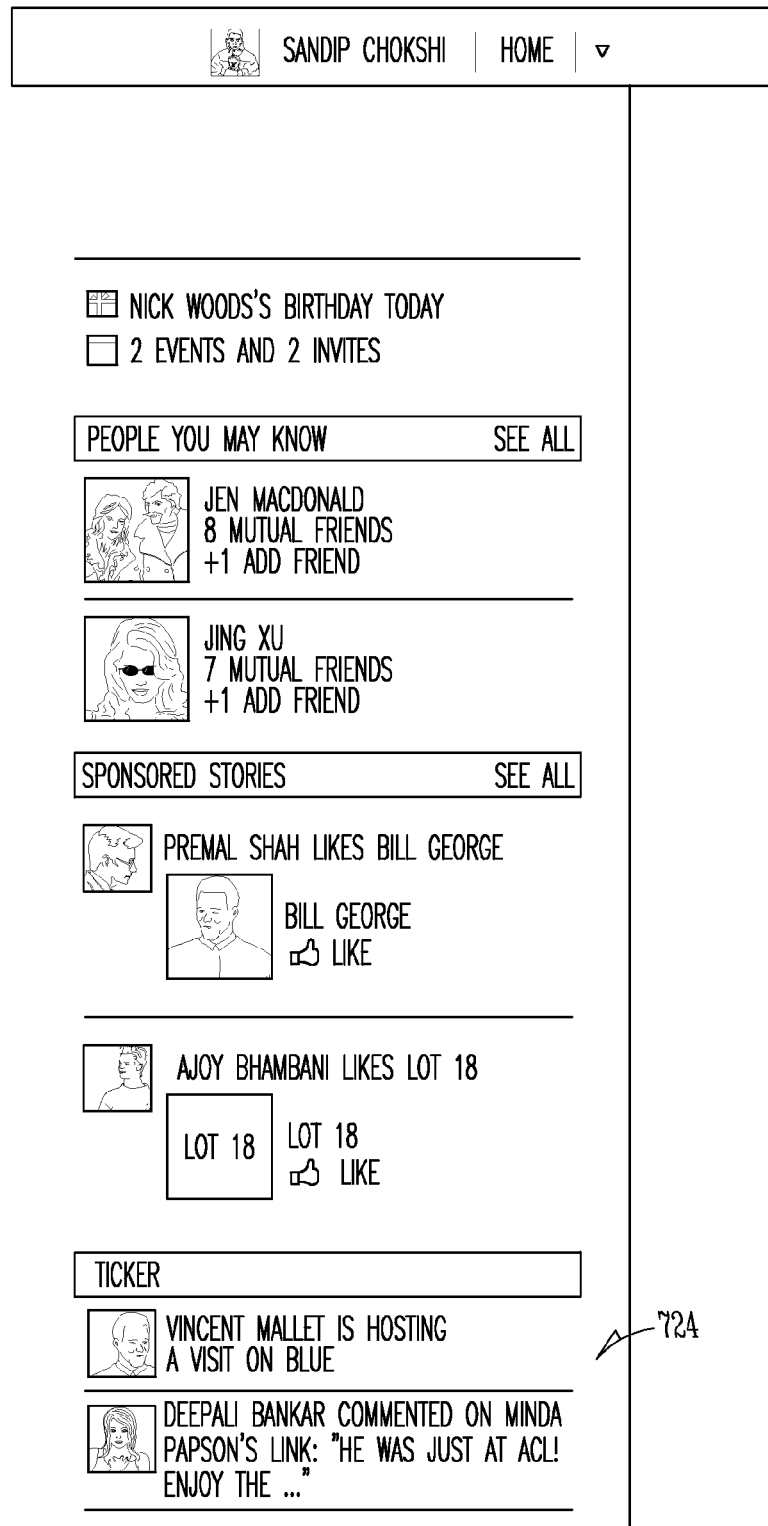 SANDIP CHOKSHI HOME
NICK WOODS'S BIRTHDAY TODAY
2 EVENTS AND 2 INVITES
PEOPLE YOU MAY KNOW SEE ALL
JEN MACDONALD
8 MUTUAL FRIENDS
+1 ADD FRIEND
JING XU
7 MUTUAL FRIENDS
+1 ADD FRIEND
SPONSORED STORIES SEE ALL
PREMAL SHAH LIKES BILL GEORGE
BILL GEORGE
LIKE
AJOY BHAMBANI LIKES LOT 18
LOT 18
LOT 18
LIKE
TICKER
VINCENT MALLET IS HOSTING
A VISIT ON BLUE
724
DEEPALI BANKAR COMMENTED ON MINDA
PAPSON'S LINK: "HE WAS JUST AT ACL!
ENJOY THE ..."